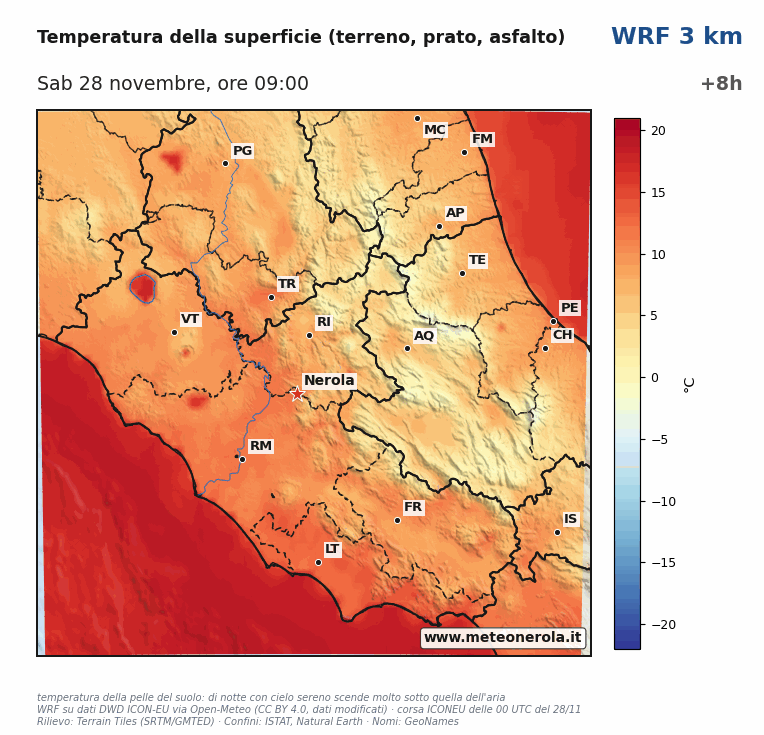 Temperatura della superficie (terreno, prato, asfalto)
WRF 3 km
Sab 28 novembre, ore 09:00
+8h
MC
FM
PG
AP
TE
TR
PE
VT
RI
AQ
CH
Nerola
RM
FR
IS
LT
www.meteonerola.it
20
15
10
5
0
−5
−10
−15
−20
°C
temperatura della pelle del suolo: di notte con cielo sereno scende molto sotto quella dell'aria
WRF su dati DWD ICON-EU via Open-Meteo (CC BY 4.0, dati modificati) · corsa ICONEU delle 00 UTC del 28/11
Rilievo: Terrain Tiles (SRTM/GMTED) · Confini: ISTAT, Natural Earth · Nomi: GeoNames